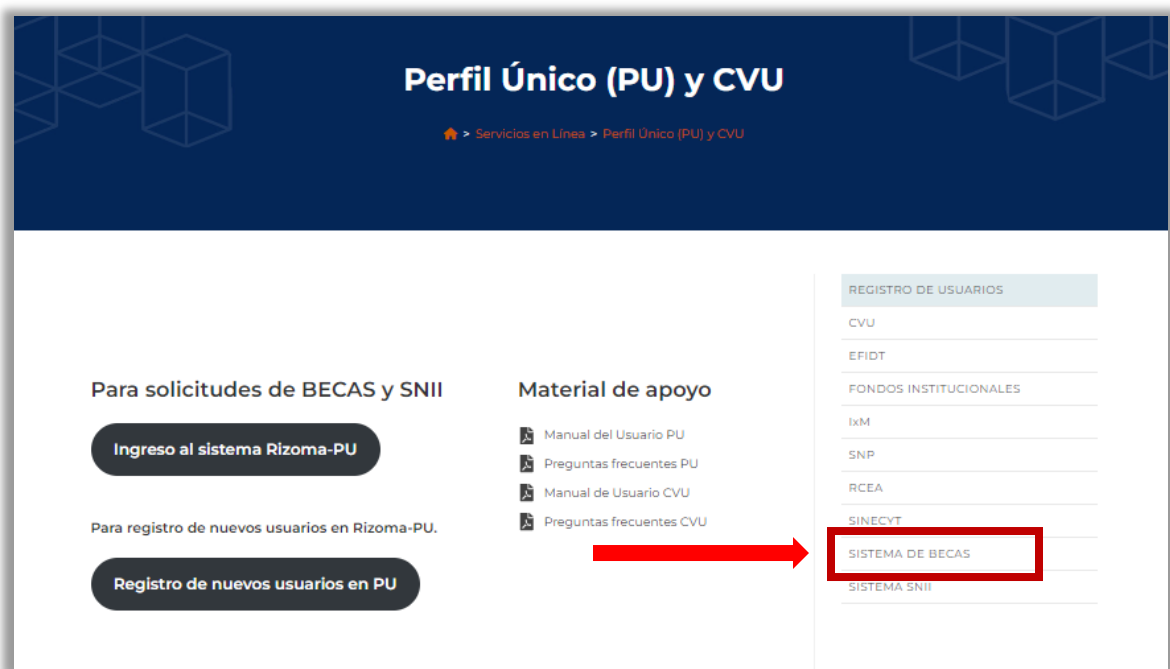 Perfil Único (PU) y CVU
> Servicios en Línea > Perfil Único (PU) y CVU
Para solicitudes de BECAS y SNII
Ingreso al sistema Rizoma-PU
Para registro de nuevos usuarios en Rizoma-PU.
Registro de nuevos usuarios en PU
Material de apoyo
Manual del Usuario PU
Preguntas frecuentes PU
Manual de Usuario CVU
Preguntas frecuentes CVU
REGISTRO DE USUARIOS
CVU
EFIDT
FONDOS INSTITUCIONALES
IxM
SNP
RCEA
SINECYT
SISTEMA DE BECAS
SISTEMA SNII